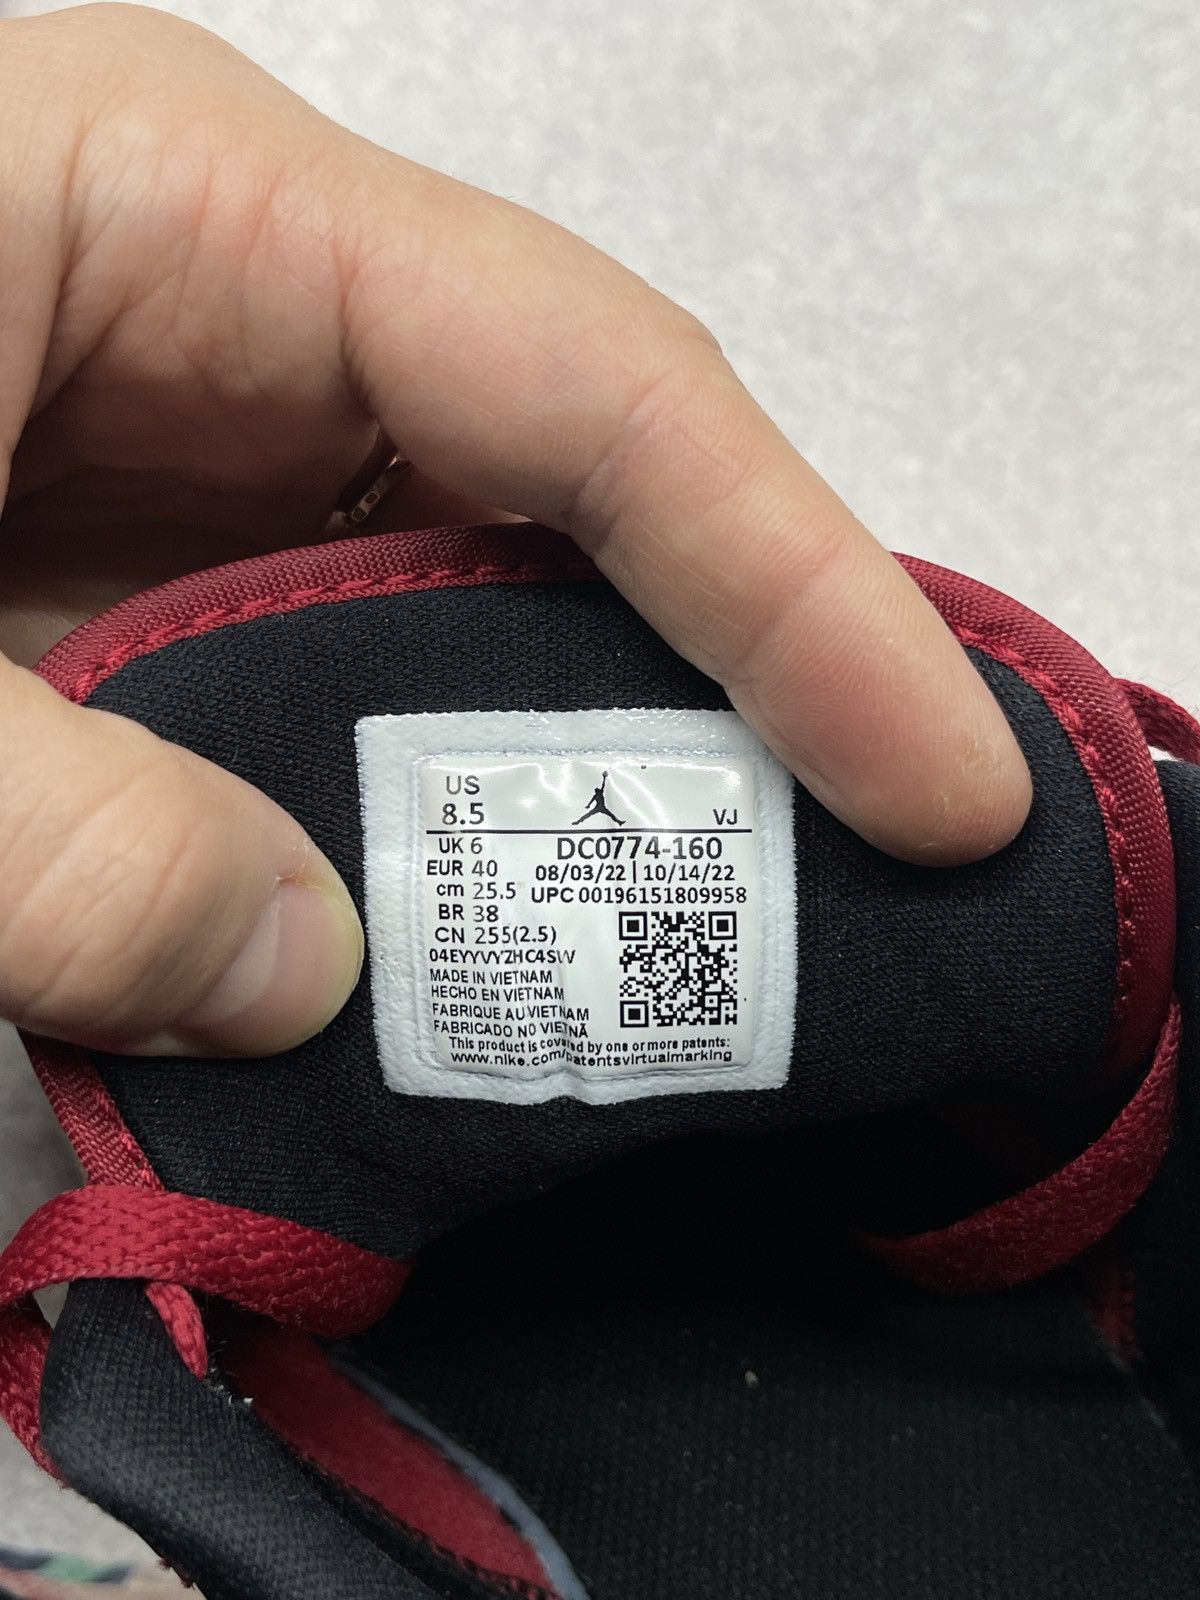 US
8.5
VJ
UK 6
DC0774-160
EUR 40
08/03/22 | 10/14/22
cm 25.5
UPC 00196151809958
BR 38
CN 255(2.5)
04EYYVYZHC4SW
MADE IN VIETNAM
HECHO EN VIETNAM
FABRIQUE AU VIETNAM
FABRICADO NO VIETNÃ
This product is covered by one or more patents:
www.nike.com/patentsvirtualmarking